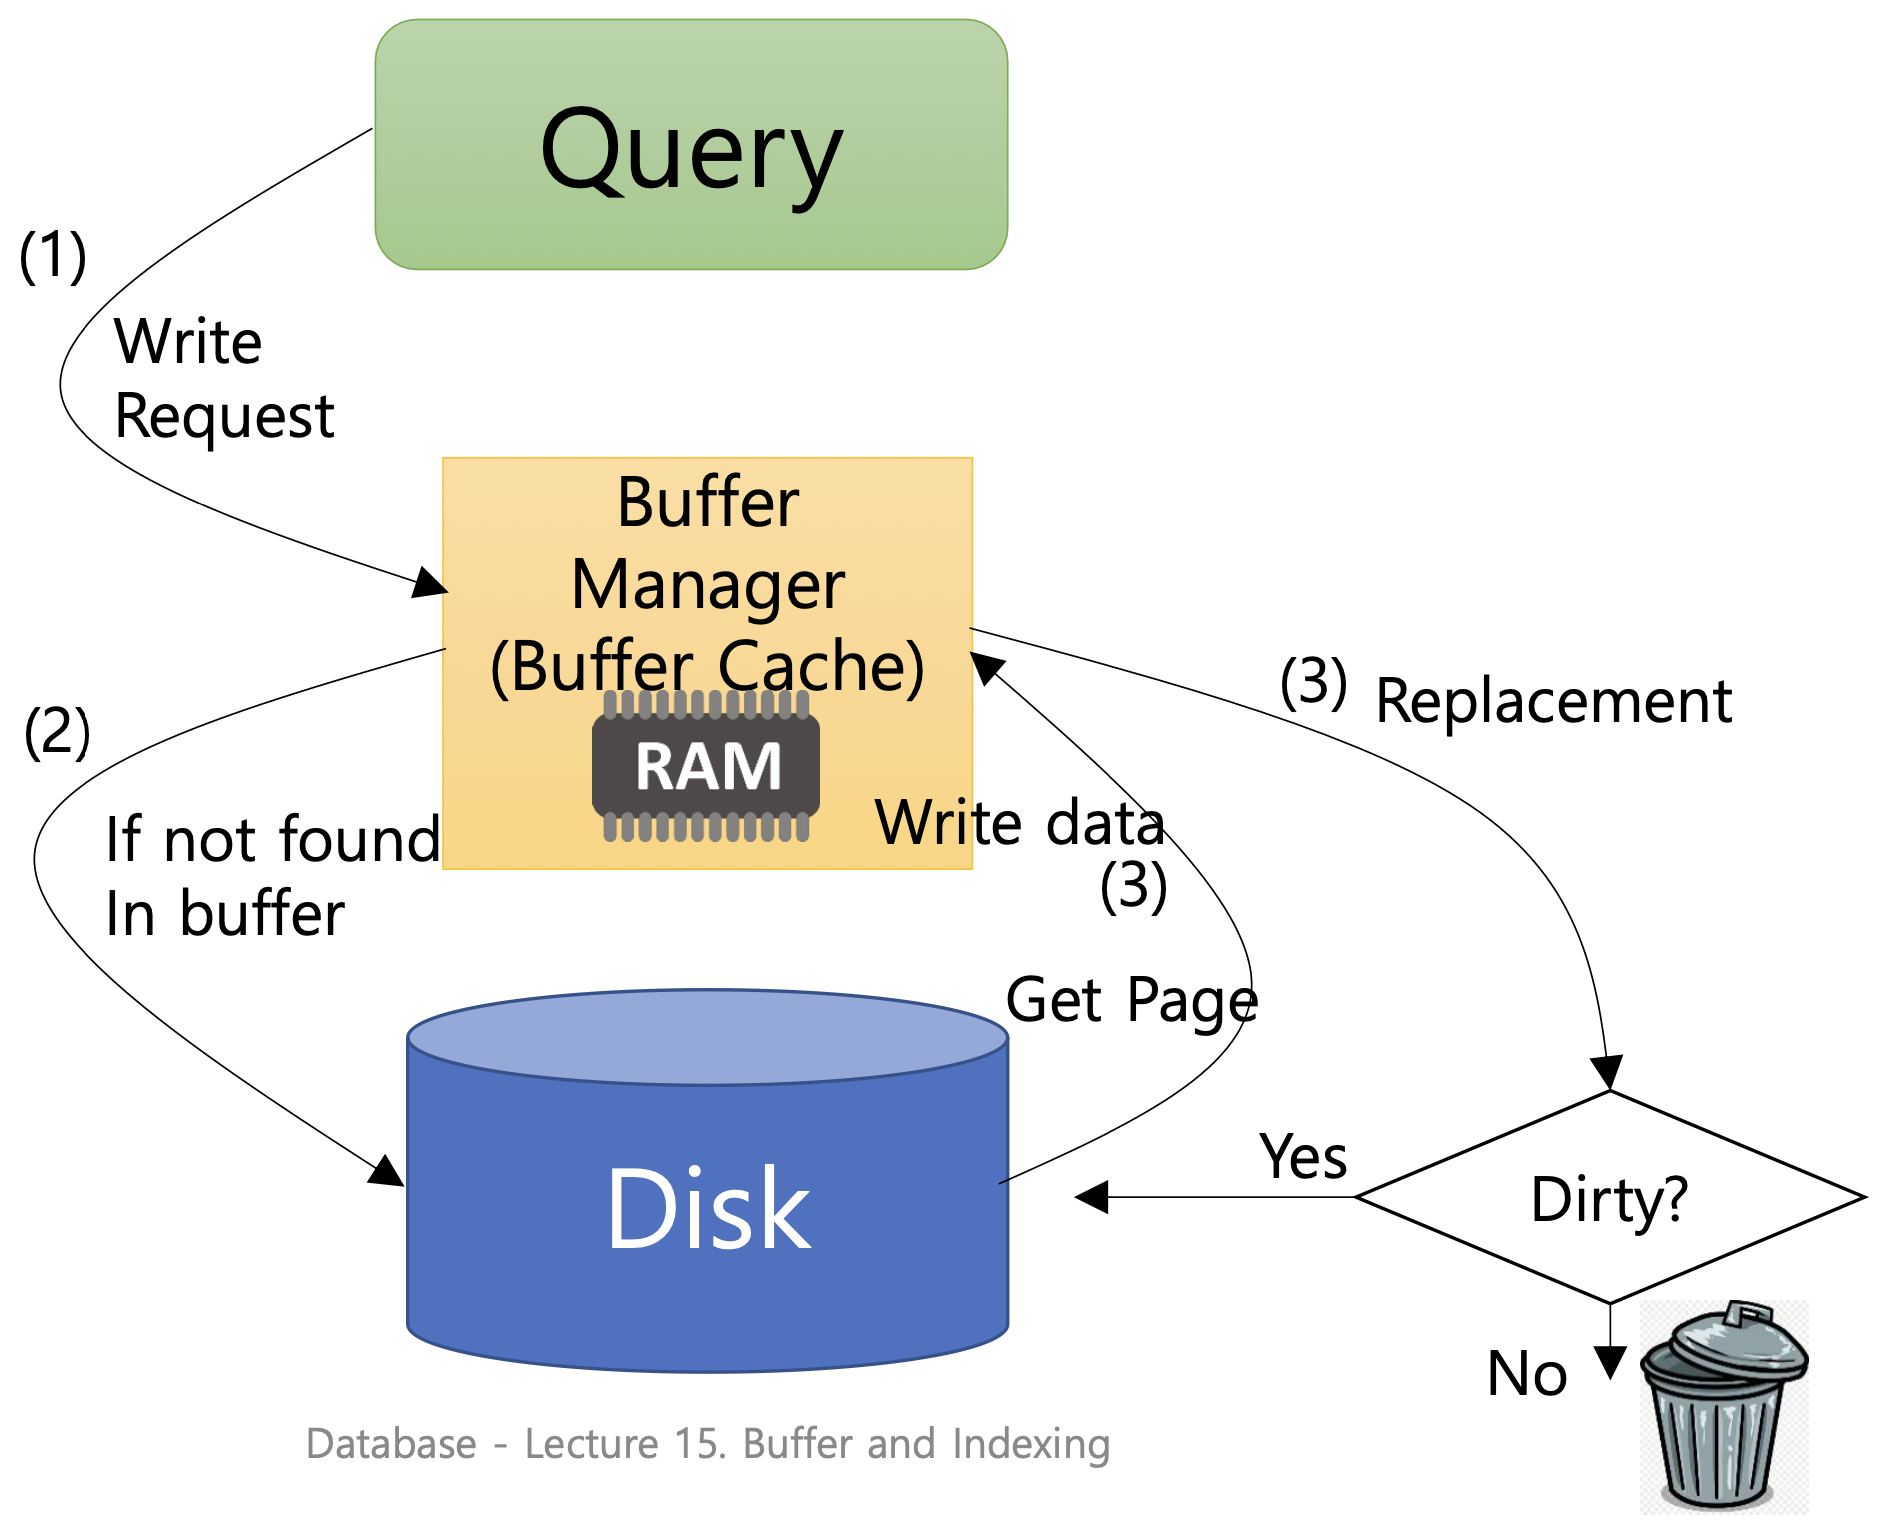 Query
(1)
Write
Request
Buffer
Manager
(Buffer Cache)
RAM
(2)
If not found
In buffer
(3) Replacement
Write data
(3)
Get Page
Disk
Yes
Dirty?
No
Database - Lecture 15. Buffer and Indexing